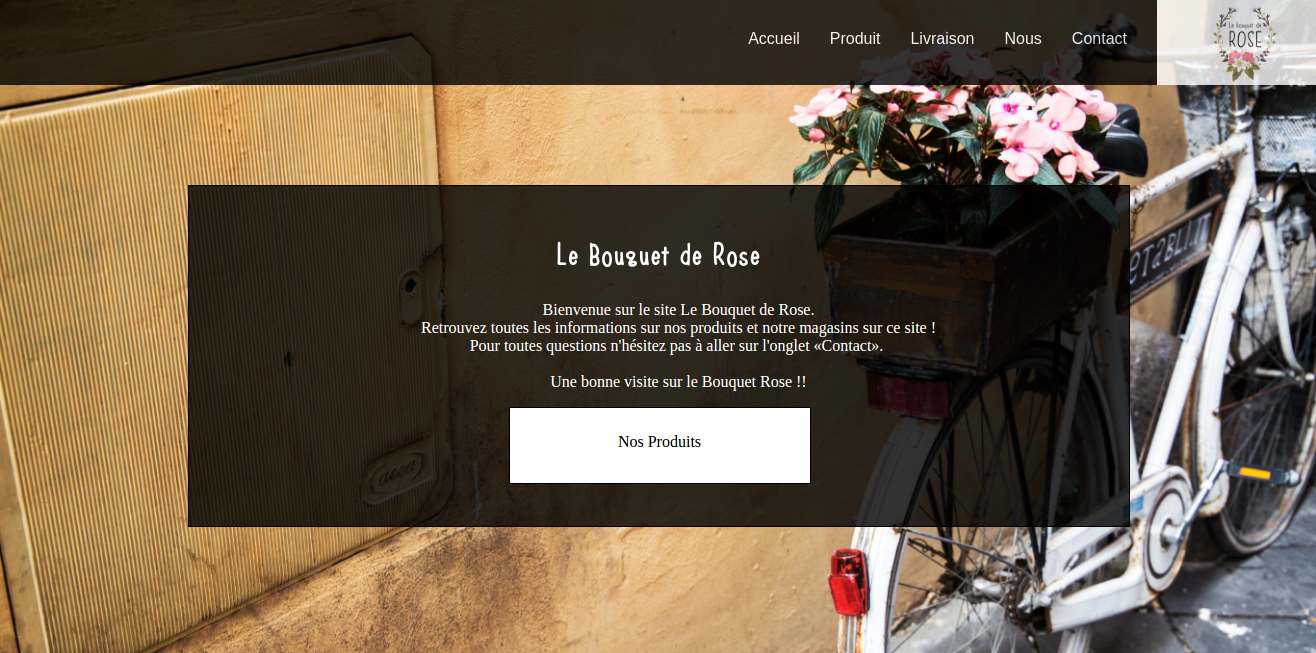 Accueil Produit Livraison Nous Contact
Le bouquet de
ROSE
Le Bouquet de Rose
Bienvenue sur le site Le Bouquet de Rose.
Retrouvez toutes les informations sur nos produits et notre magasins sur ce site !
Pour toutes questions n'hésitez pas à aller sur l'onglet «Contact».
Une bonne visite sur le Bouquet Rose !!
Nos Produits
acea